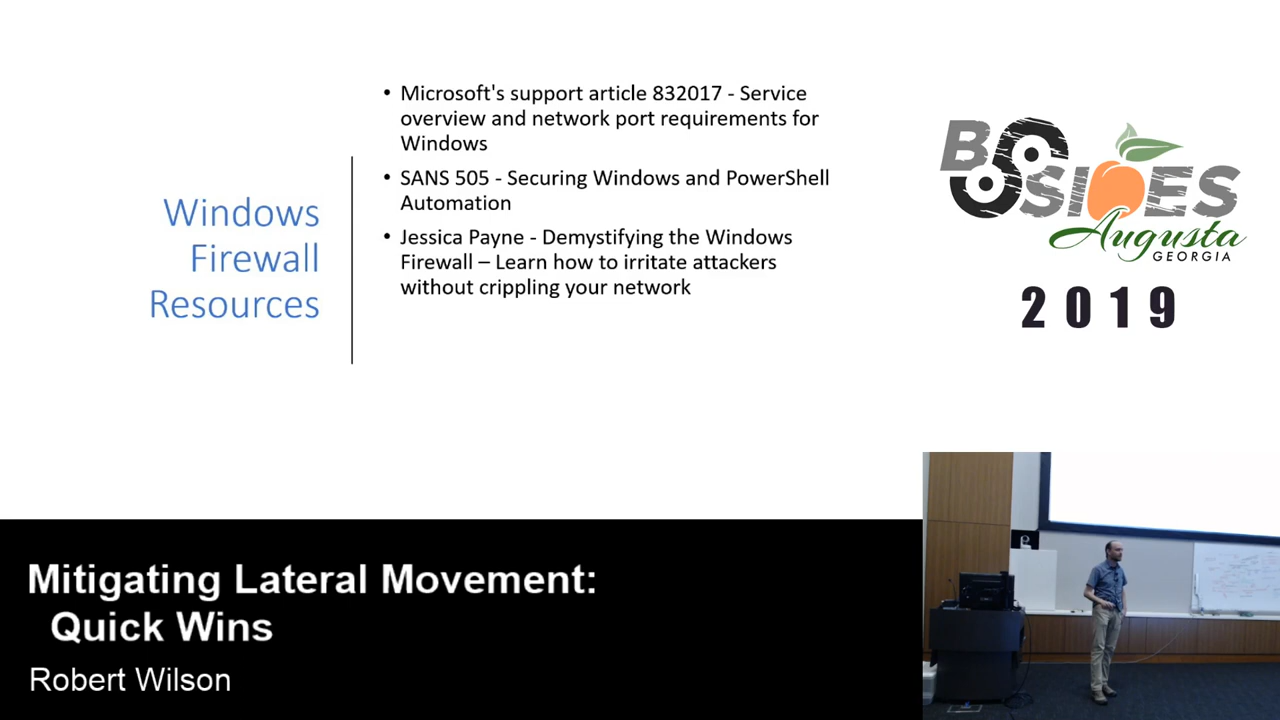 Windows
Firewall
Resources
• Microsoft's support article 832017 - Service
overview and network port requirements for
Windows
• SANS 505 - Securing Windows and PowerShell
Automation
• Jessica Payne - Demystifying the Windows
Firewall – Learn how to irritate attackers
without crippling your network
BSIDES
Augusta
GEORGIA
2019
Mitigating Lateral Movement:
Quick Wins
Robert Wilson